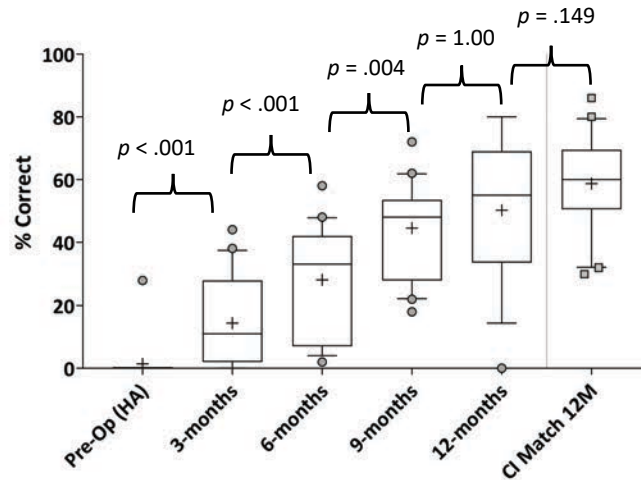 p = .149
p = 1.00
p = .004
p < .001
p < .001
% Correct
100
80
60
40
20
0
Pre-Op (HA)
3-months
6-months
9-months
12-months
CI Match 12M